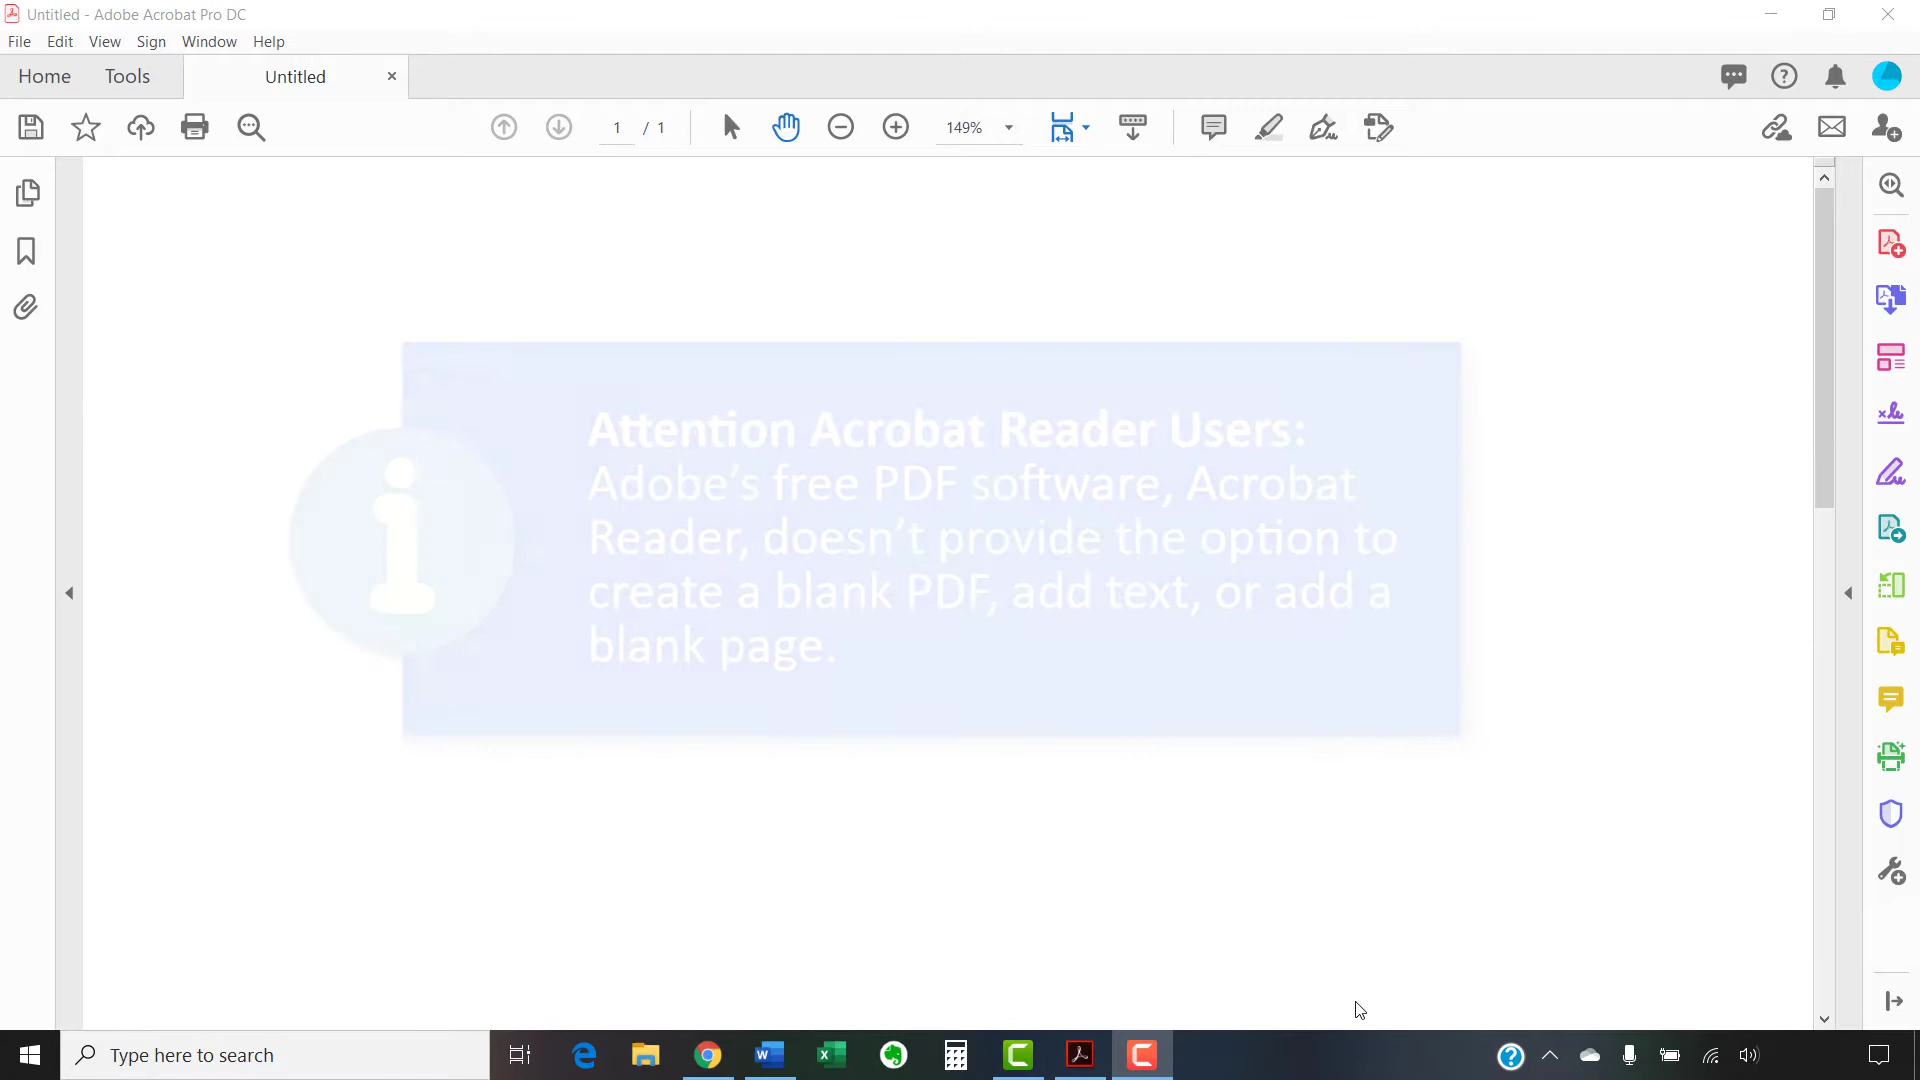 Untitled - Adobe Acrobat Pro DC
File Edit View Sign Window Help
Home Tools Untitled
1 / 1 149%
Attention Acrobat Reader Users:
Adobe's free PDF software, Acrobat
Reader, doesn't provide the option to
create a blank PDF, add text, or add a
blank page.
Type here to search